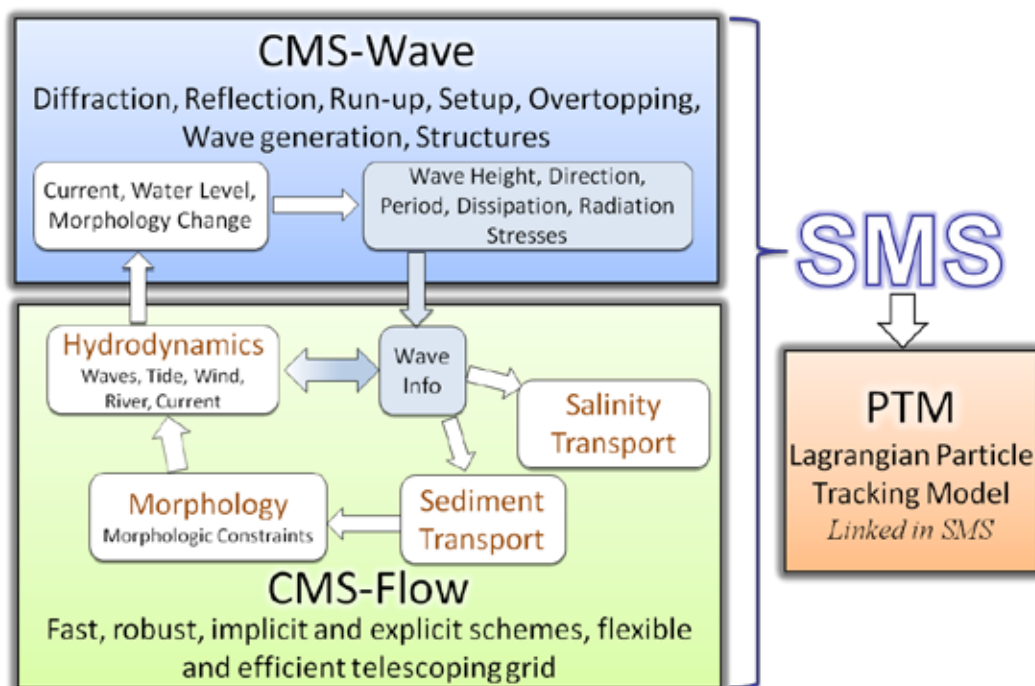 CMS-Wave
Diffraction, Reflection, Run-up, Setup, Overtopping,
Wave generation, Structures
Current, Water Level,
Morphology Change
Wave Height, Direction,
Period, Dissipation, Radiation
Stresses
Hydrodynamics
Waves, Tide, Wind,
River, Current
Wave
Info
Salinity
Transport
Morphology
Morphologic Constraints
Sediment
Transport
CMS-Flow
Fast, robust, implicit and explicit schemes, flexible
and efficient telescoping grid
SMS
PTM
Lagrangian Particle
Tracking Model
Linked in SMS